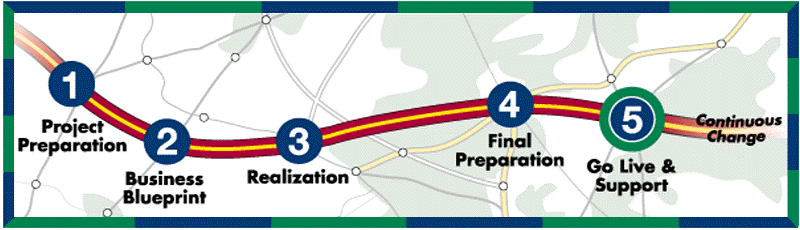 1
Project
Preparation
2
Business
Blueprint
3
Realization
4
Final
Preparation
5
Go Live &
Support
Continuous
Change